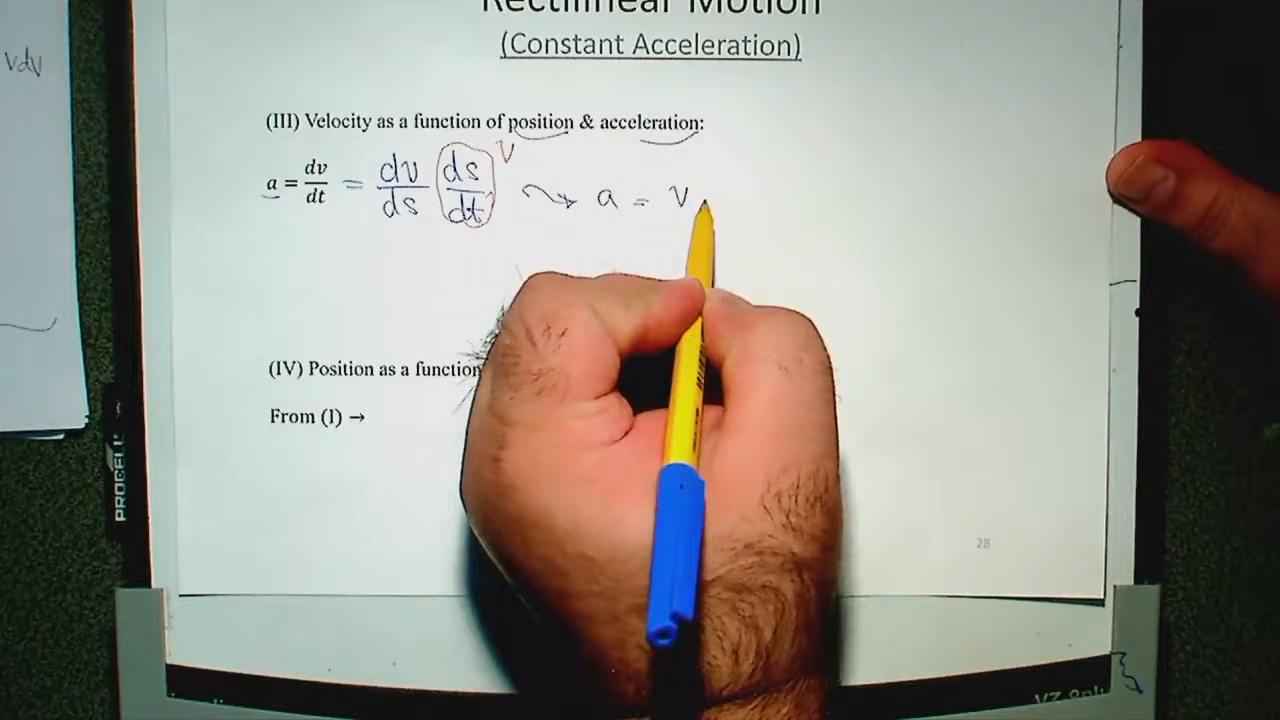 Rectilinear Motion
(Constant Acceleration)
vdv
(III) Velocity as a function of position & acceleration:
a = dv/dt = dv/ds ds/dt v ⇝ a = v
(IV) Position as a function
From (I) →
28
PROCELL